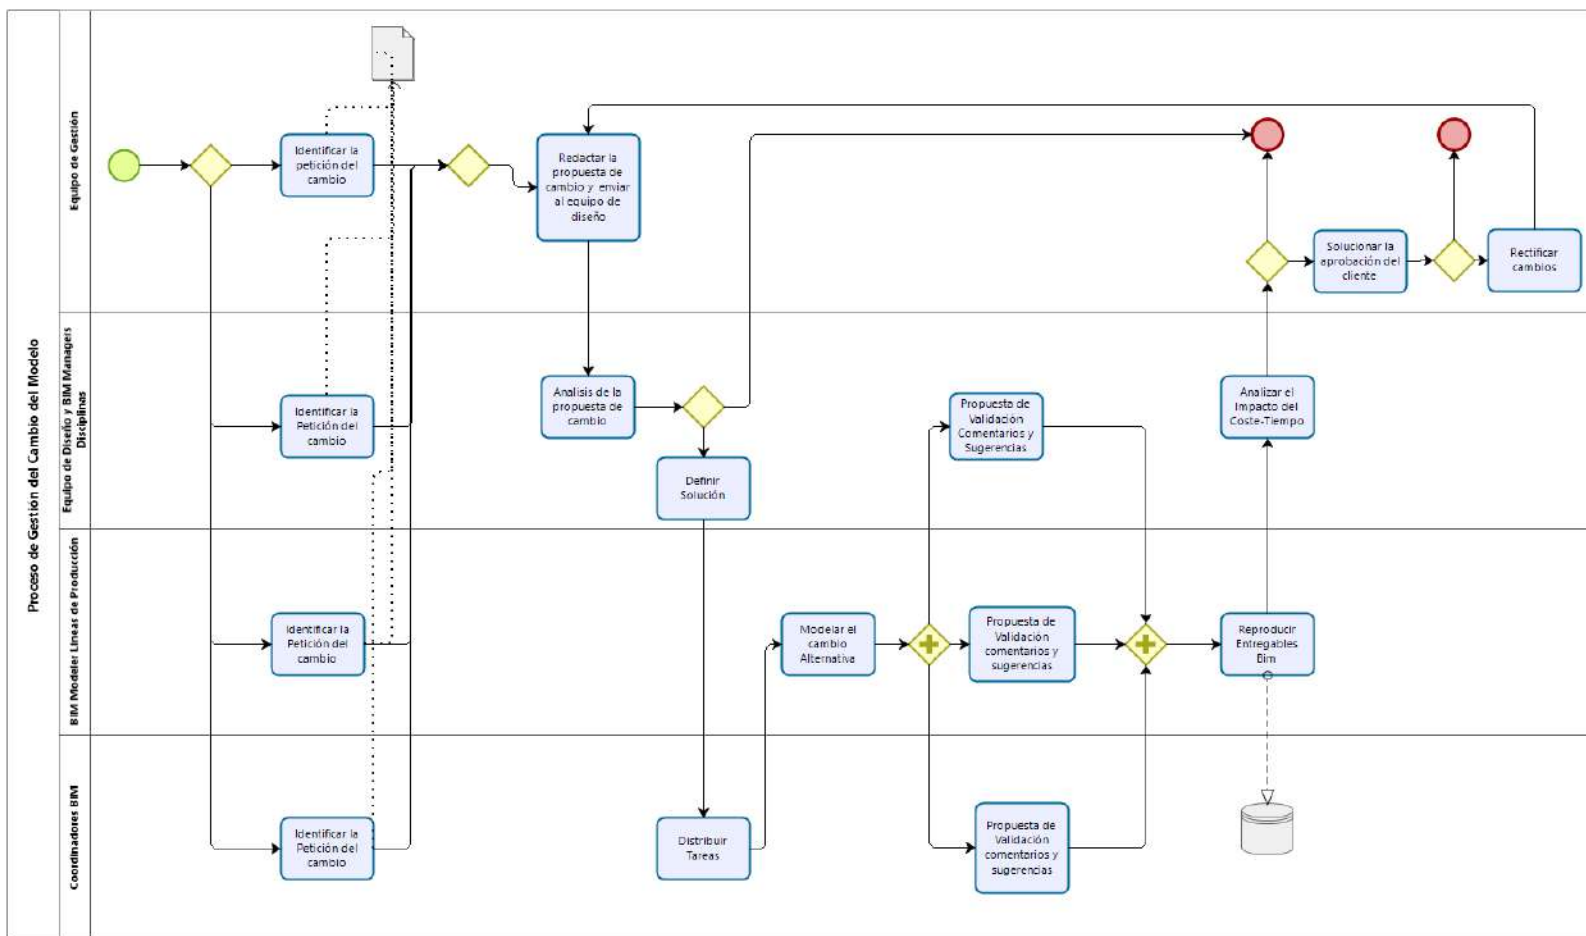 Proceso de Gestión del Cambio del Modelo
Equipo de Gestión
Identificar la
petición del
cambio
Redactar la
propuesta de
cambio y enviar
al equipo de
diseño
Solucionar la
aprobación del
cliente
Rectificar
cambios
Equipo de Diseño y BIM Managers
Disciplinas
Identificar la
Petición del
cambio
Analisis de la
propuesta de
cambio
Definir
Solución
Propuesta de
Validación
Comentarios y
Sugerencias
Analizar el
Impacto del
Coste-Tiempo
BIM Modeler Líneas de Producción
Identificar la
Petición del
cambio
Modelar el
cambio
Alternativa
Propuesta de
Validación
comentarios y
sugerencias
Reproducir
Entregables
Bim
Coordinadores BIM
Identificar la
Petición del
cambio
Distribuir
Tareas
Propuesta de
Validación
comentarios y
sugerencias